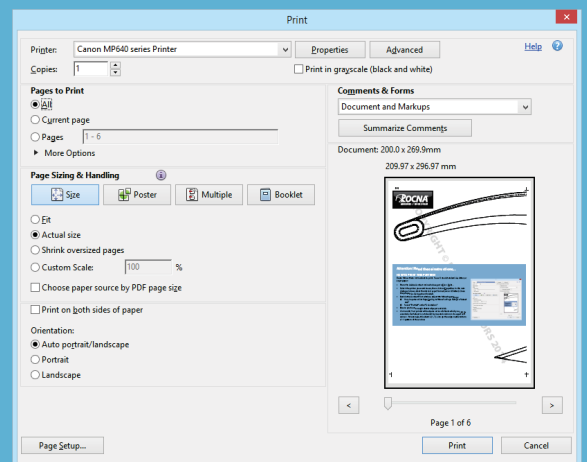 Print
Printer: Canon MP640 series Printer Properties Advanced Help
Copies: 1 Print in grayscale (black and white)
Pages to Print
All
Current page
Pages 1 - 6
More Options
Page Sizing & Handling
Size Poster Multiple Booklet
Fit
Actual size
Shrink oversized pages
Custom Scale: 100 %
Choose paper source by PDF page size
Print on both sides of paper
Orientation:
Auto portrait/landscape
Portrait
Landscape
Comments & Forms
Document and Markups
Summarize Comments
Document: 200.0 x 269.9mm
209.97 x 296.97 mm
ROCNA
< >
Page 1 of 6
Page Setup... Print Cancel